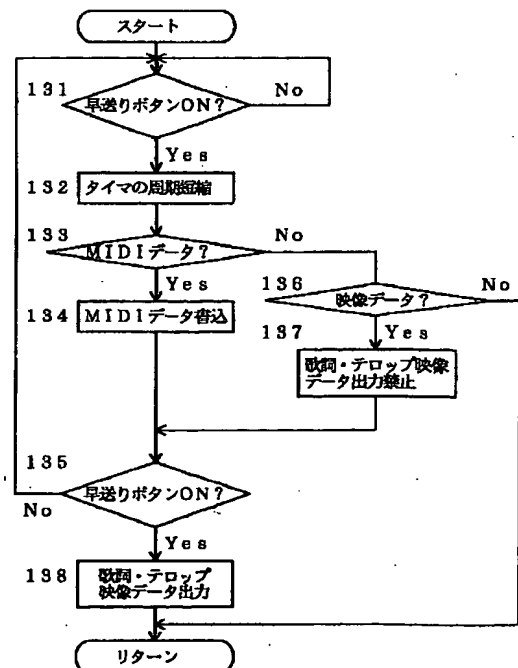 スタート
131
早送りボタンON?
No
Yes
132
タイマの周期短縮
133
MIDIデータ?
No
Yes
136
映像データ?
No
134
MIDIデータ書込
137
Yes
歌詞・テロップ映像
データ出力禁止
135
早送りボタンON?
No
Yes
138
歌詞・テロップ
映像データ出力
リターン